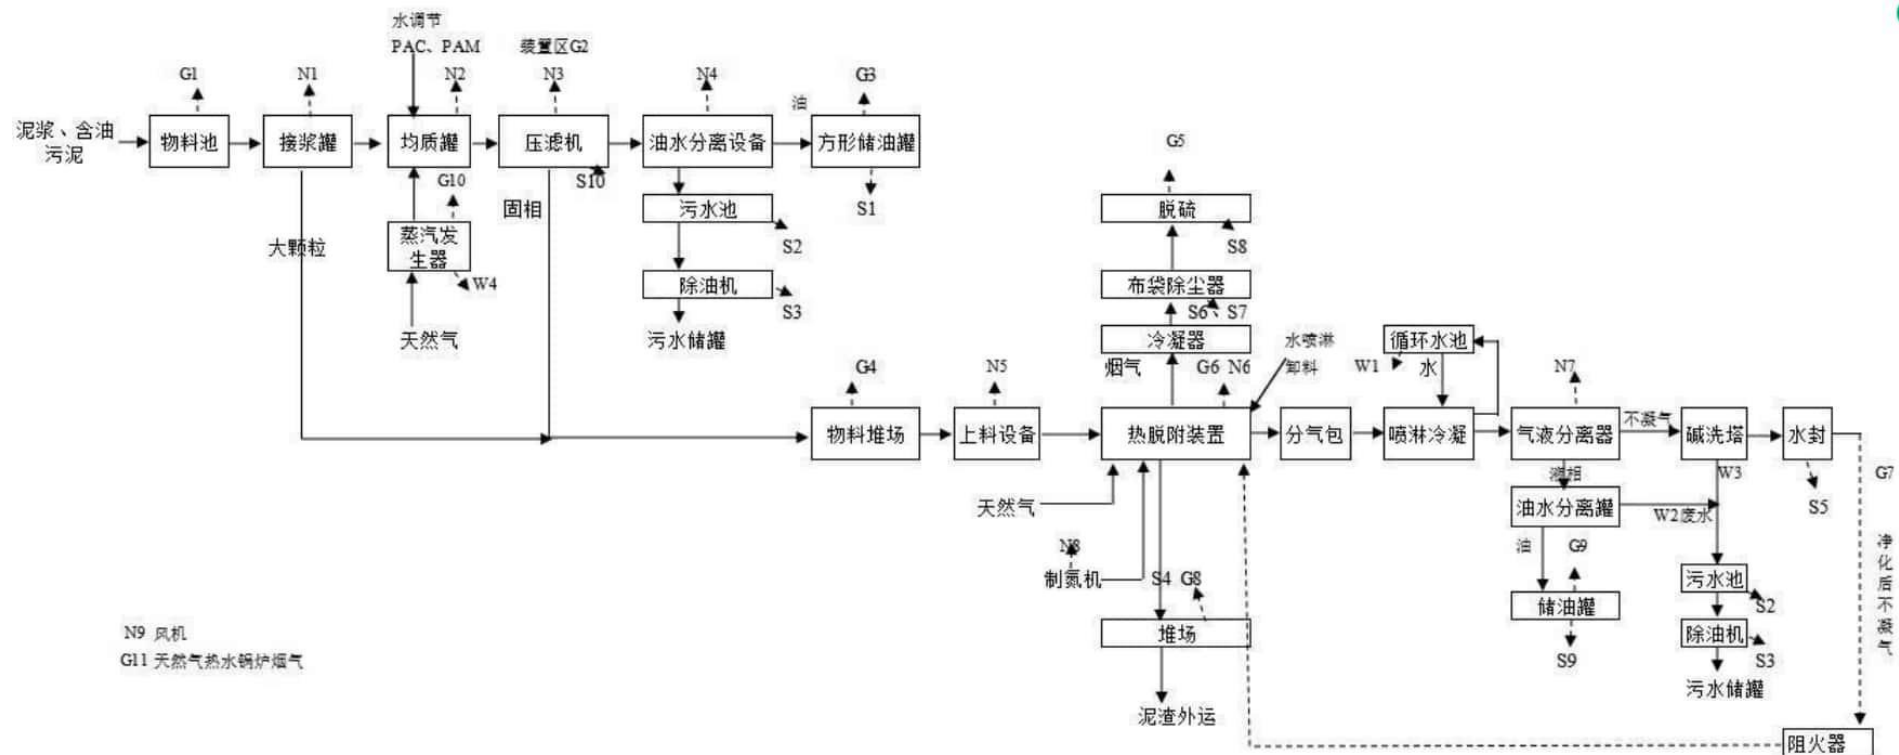 水调节
PAC、PAM
装置区G2
G1
N1
N2
N3
N4
G3
油
泥浆、含油
污泥
物料池
接浆罐
均质罐
压滤机
油水分离设备
方形储油罐
G10
S10
S1
固相
污水池
S2
大颗粒
蒸汽发
生器
W4
除油机
S3
天然气
污水储罐
G5
脱硫
S8
布袋除尘器
S6、S7
冷凝器
烟气
G6 N6
水喷淋
卸料
循环水池
W1
水
G4
N5
N7
物料堆场
上料设备
热脱附装置
分气包
喷淋冷凝
气液分离器
不凝气
碱洗塔
水封
G7
液相
W3
S5
天然气
油水分离罐
W2废水
N8
制氮机
S4 G8
油
G9
污水池
S2
储油罐
堆场
除油机
S3
S9
污水储罐
泥渣外运
净化后不凝气
阻火器
N9 风机
G11 天然气热水锅炉烟气